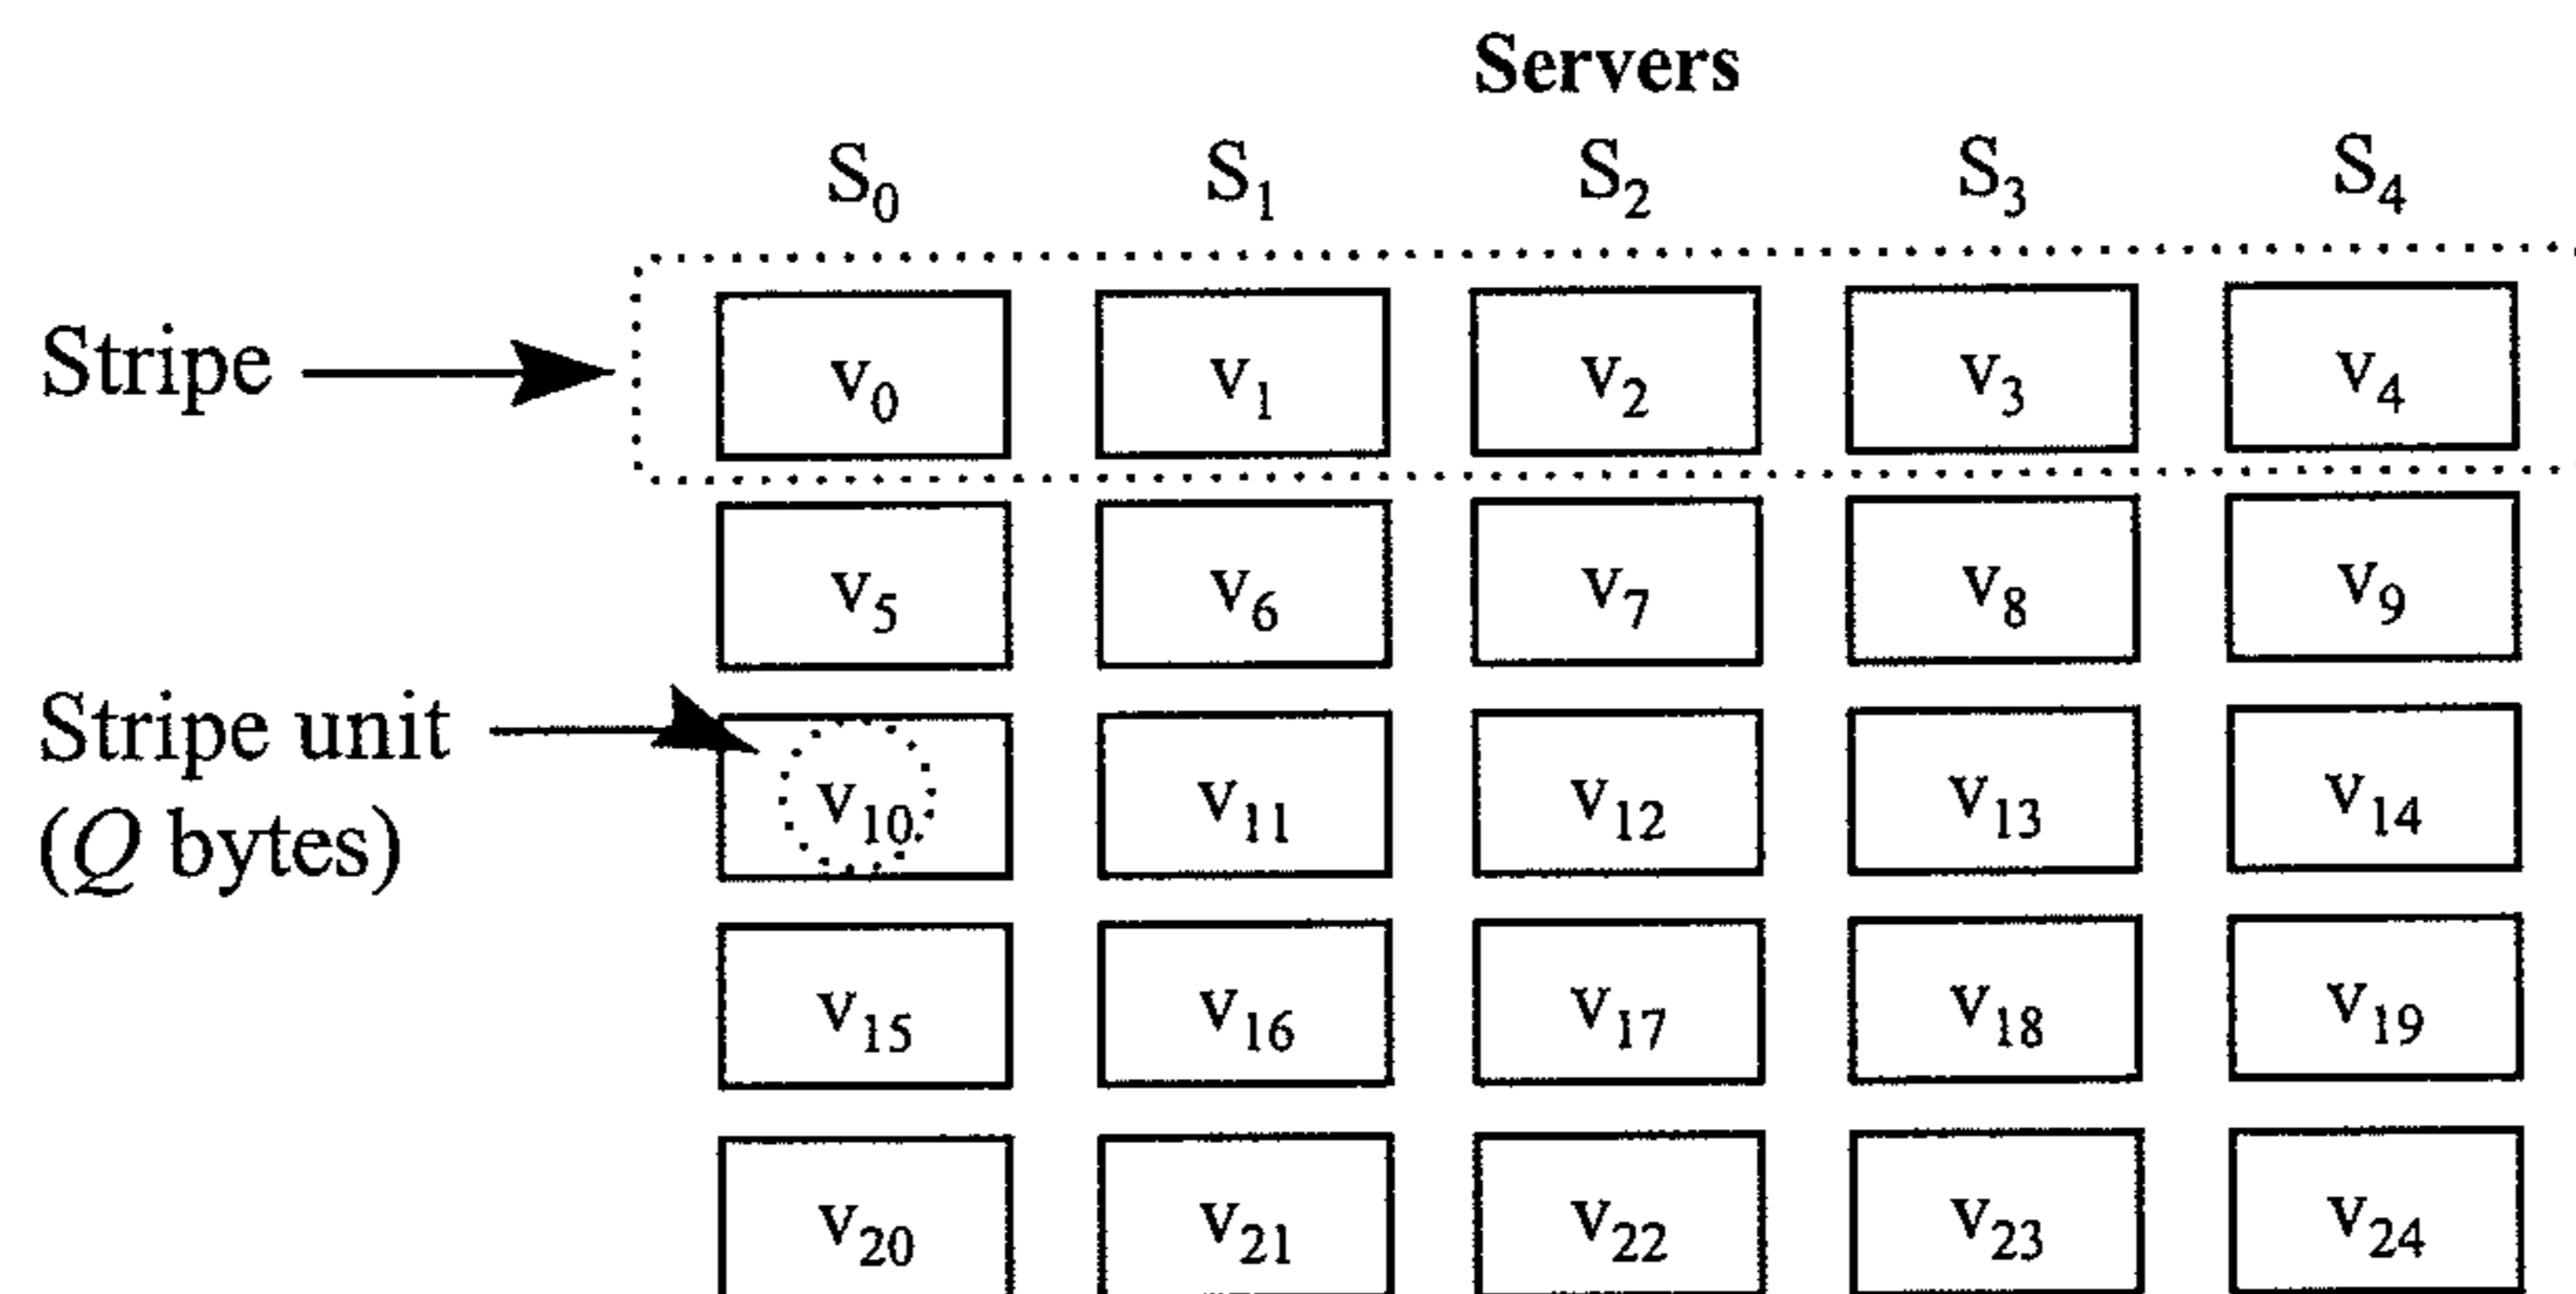 Servers
S₀ S₁ S₂ S₃ S₄
Stripe
v₀ v₁ v₂ v₃ v₄
v₅ v₆ v₇ v₈ v₉
Stripe unit
(Q bytes)
v₁₀ v₁₁ v₁₂ v₁₃ v₁₄
v₁₅ v₁₆ v₁₇ v₁₈ v₁₉
v₂₀ v₂₁ v₂₂ v₂₃ v₂₄